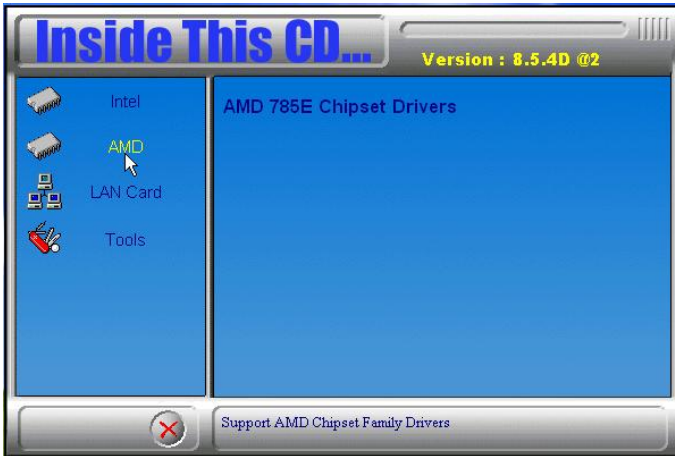 Inside This CD...
Version : 8.5.4D @2
Intel
AMD
LAN Card
Tools
AMD 785E Chipset Drivers
Support AMD Chipset Family Drivers